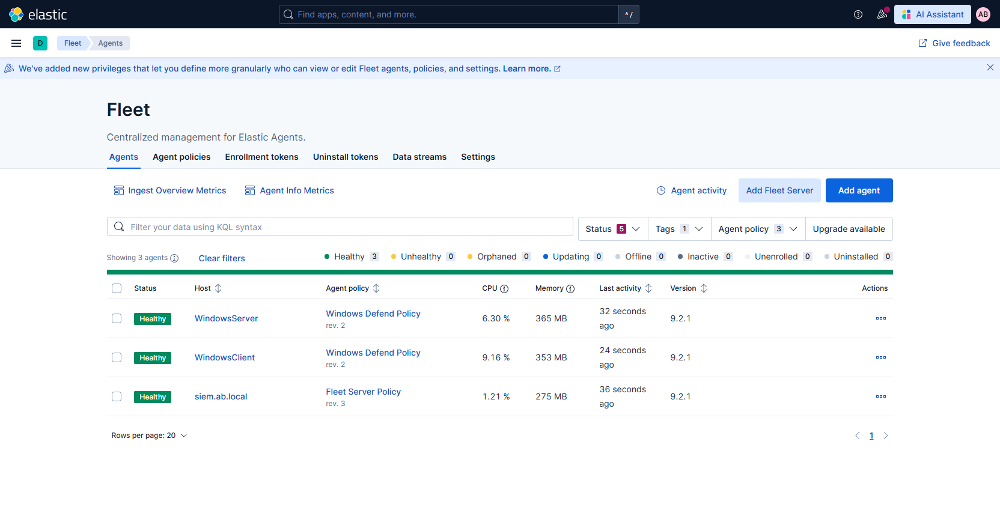 elastic
Find apps, content, and more.
^ /
AI Assistant
AB
D
Fleet
Agents
Give feedback
We've added new privileges that let you define more granularly who can view or edit Fleet agents, policies, and settings. Learn more.
Fleet
Centralized management for Elastic Agents.
Agents Agent policies Enrollment tokens Uninstall tokens Data streams Settings
Ingest Overview Metrics Agent Info Metrics Agent activity Add Fleet Server Add agent
Filter your data using KQL syntax Status 5 Tags 1 Agent policy 3 Upgrade available
Showing 3 agents Clear filters Healthy 3 Unhealthy 0 Orphaned 0 Updating 0 Offline 0 Inactive 0 Unenrolled 0 Uninstalled 0
Status Host Agent policy CPU Memory Last activity Version Actions
Healthy WindowsServer Windows Defend Policy 6.30 % 365 MB 32 seconds ago 9.2.1
rev. 2
Healthy WindowsClient Windows Defend Policy 9.16 % 353 MB 24 seconds ago 9.2.1
rev. 2
Healthy siem.ab.local Fleet Server Policy 1.21 % 275 MB 36 seconds ago 9.2.1
rev. 3
Rows per page: 20 1